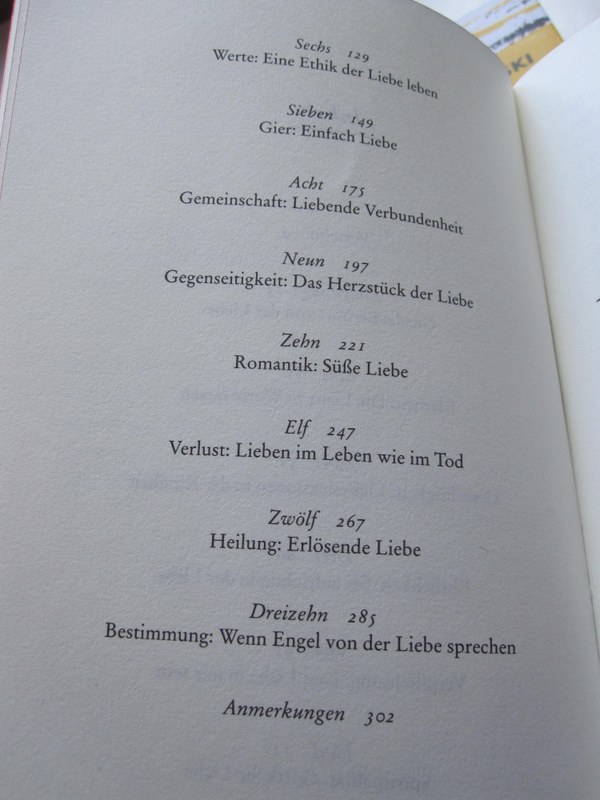 Sechs 129
Werte: Eine Ethik der Liebe leben
Sieben 149
Gier: Einfach Liebe
Acht 175
Gemeinschaft: Liebende Verbundenheit
Neun 197
Gegenseitigkeit: Das Herzstück der Liebe
Zehn 221
Romantik: Süße Liebe
Elf 247
Verlust: Lieben im Leben wie im Tod
Zwölf 267
Heilung: Erlösende Liebe
Dreizehn 285
Bestimmung: Wenn Engel von der Liebe sprechen
Anmerkungen 302
SKI